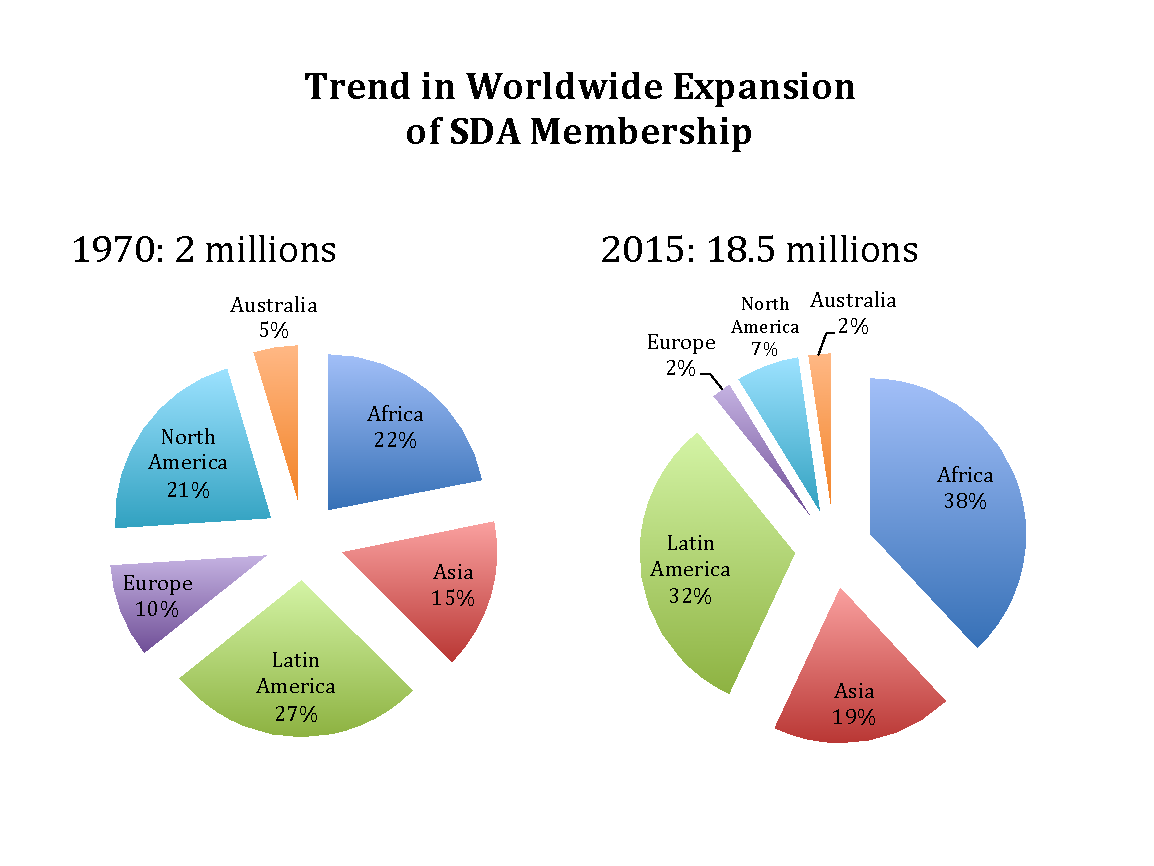 Trend in Worldwide Expansion
of SDA Membership
1970: 2 millions
Australia
5%
Africa
22%
North
America
21%
Asia
15%
Europe
10%
Latin
America
27%
2015: 18.5 millions
North
America
7%
Australia
2%
Europe
2%
Africa
38%
Latin
America
32%
Asia
19%